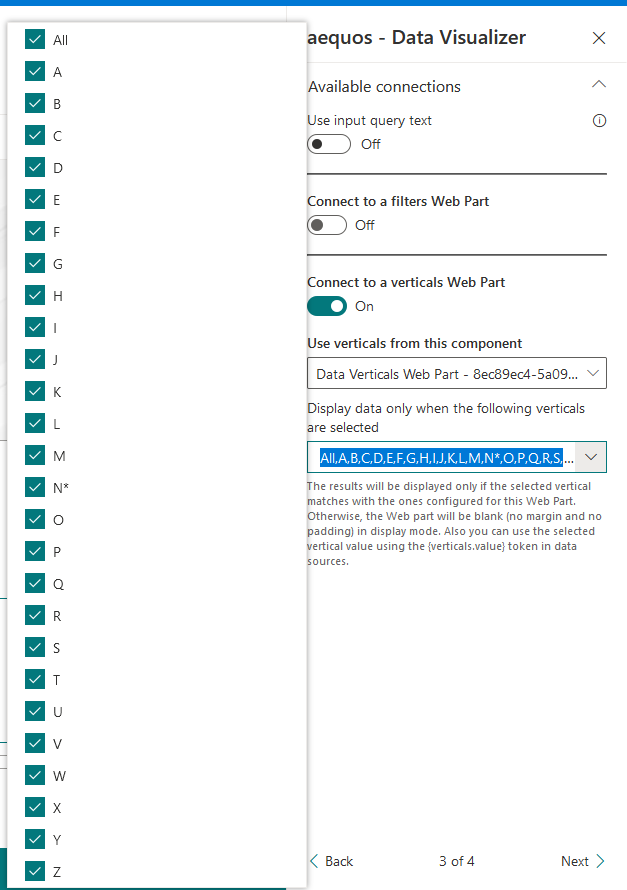 All
A
B
C
D
E
F
G
H
I
J
K
L
M
N*
O
P
Q
R
S
T
U
V
W
X
Y
Z
aequos - Data Visualizer
Available connections
Use input query text
Off
Connect to a filters Web Part
Off
Connect to a verticals Web Part
On
Use verticals from this component
Data Verticals Web Part - 8ec89ec4-5a09...
Display data only when the following verticals
are selected
All,A,B,C,D,E,F,G,H,I,J,K,L,M,N*,O,P,Q,R,S,...
The results will be displayed only if the selected vertical
matches with the ones configured for this Web Part.
Otherwise, the Web part will be blank (no margin and no
padding) in display mode. Also you can use the selected
vertical value using the {verticals.value} token in data
sources.
Back
3 of 4
Next